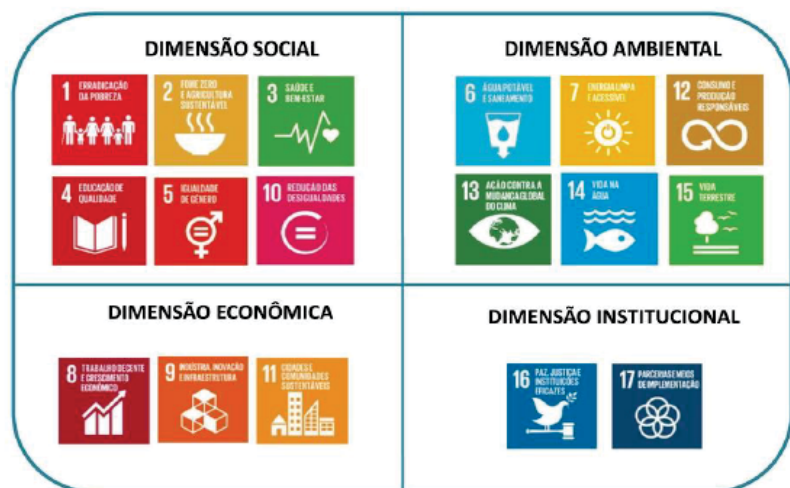 DIMENSÃO SOCIAL
1 ERRADICAÇÃO
DA POBREZA
2 FOME ZERO
E AGRICULTURA
SUSTENTÁVEL
3 SAÚDE E
BEM-ESTAR
4 EDUCAÇÃO DE
QUALIDADE
5 IGUALDADE
DE GÊNERO
10 REDUÇÃO DAS
DESIGUALDADES
DIMENSÃO AMBIENTAL
6 ÁGUA POTÁVEL
E SANEAMENTO
7 ENERGIA LIMPA
E ACESSÍVEL
12 CONSUMO E
PRODUÇÃO
RESPONSÁVEIS
13 AÇÃO CONTRA A
MUDANÇA GLOBAL
DO CLIMA
14 VIDA NA
ÁGUA
15 VIDA
TERRESTRE
DIMENSÃO ECONÔMICA
8 TRABALHO DECENTE
E CRESCIMENTO
ECONÔMICO
9 INDÚSTRIA, INOVAÇÃO
E INFRAESTRUTURA
11 CIDADES E
COMUNIDADES
SUSTENTÁVEIS
DIMENSÃO INSTITUCIONAL
16 PAZ, JUSTIÇA E
INSTITUIÇÕES
EFICAZES
17 PARCERIAS E MEIOS
DE IMPLEMENTAÇÃO